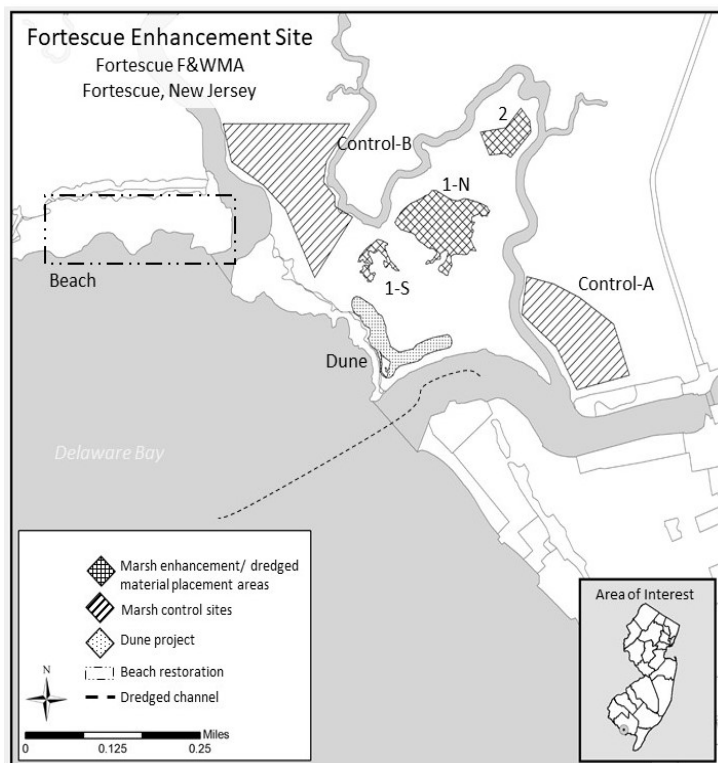 Fortescue Enhancement Site
Fortescue F&WMA
Fortescue, New Jersey
2
Control-B
1-N
Control-A
1-S
Beach
Dune
Delaware Bay
Marsh enhancement/ dredged
material placement areas
Marsh control sites
Dune project
Beach restoration
Dredged channel
N
Miles
0 0.125 0.25
Area of Interest